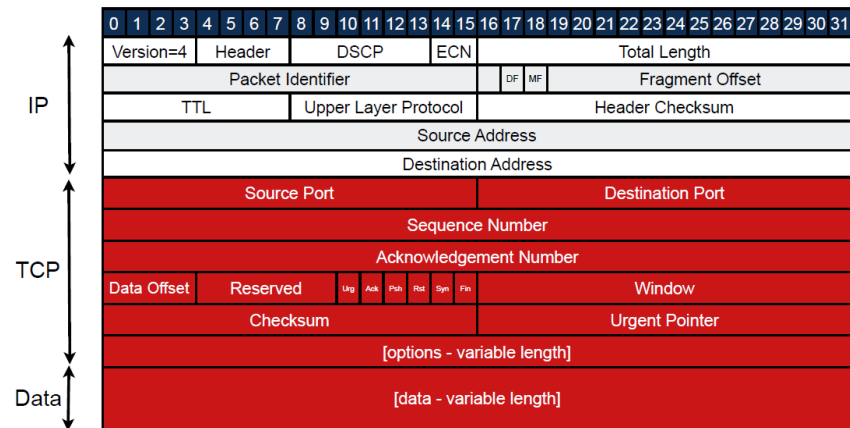 0 1 2 3 4 5 6 7 8 9 10 11 12 13 14 15 16 17 18 19 20 21 22 23 24 25 26 27 28 29 30 31
Version=4 Header DSCP ECN Total Length
Packet Identifier DF MF Fragment Offset
IP
TTL Upper Layer Protocol Header Checksum
Source Address
Destination Address
Source Port Destination Port
Sequence Number
Acknowledgement Number
TCP
Data Offset Reserved Urg Ack Psh Rst Syn Fin Window
Checksum Urgent Pointer
[options - variable length]
Data [data - variable length]